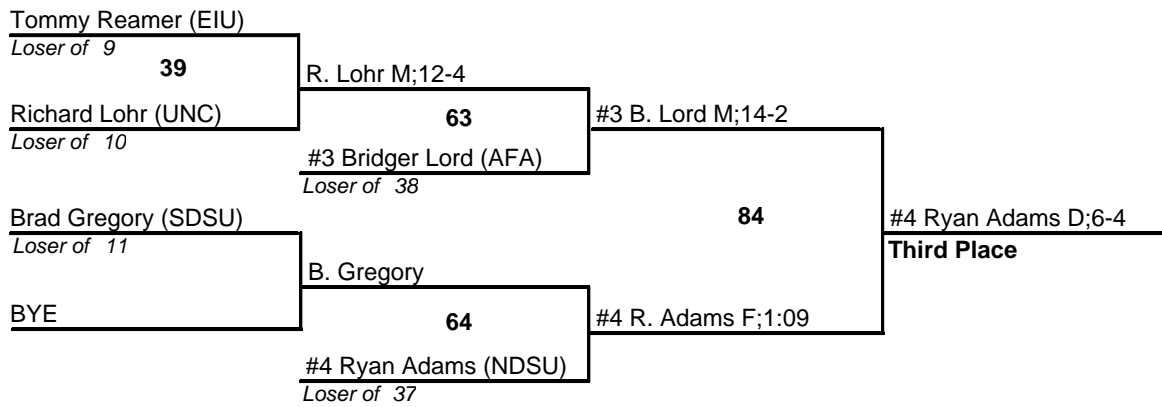 Tommy Reamer (EIU)
Loser of 9
39
R. Lohr M;12-4
Richard Lohr (UNC)
Loser of 10
63
#3 B. Lord M;14-2
#3 Bridger Lord (AFA)
Loser of 38
Brad Gregory (SDSU)
Loser of 11
84
#4 Ryan Adams D;6-4
Third Place
B. Gregory
BYE
64
#4 R. Adams F;1:09
#4 Ryan Adams (NDSU)
Loser of 37